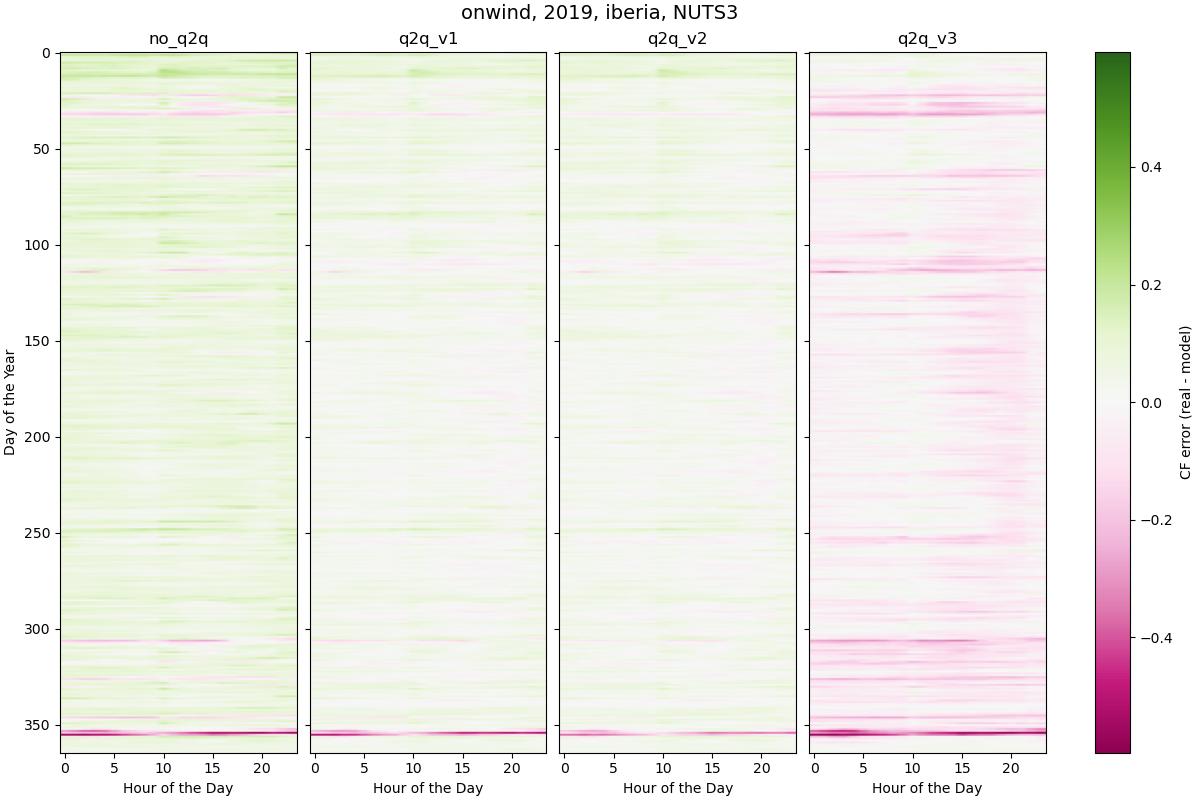 onwind, 2019, iberia, NUTS3
no_q2q
q2q_v1
q2q_v2
q2q_v3
0
50
100
150
200
250
300
350
Day of the Year
0 5 10 15 20
0 5 10 15 20
0 5 10 15 20
0 5 10 15 20
Hour of the Day
Hour of the Day
Hour of the Day
Hour of the Day
0.4
0.2
0.0
−0.2
−0.4
CF error (real - model)